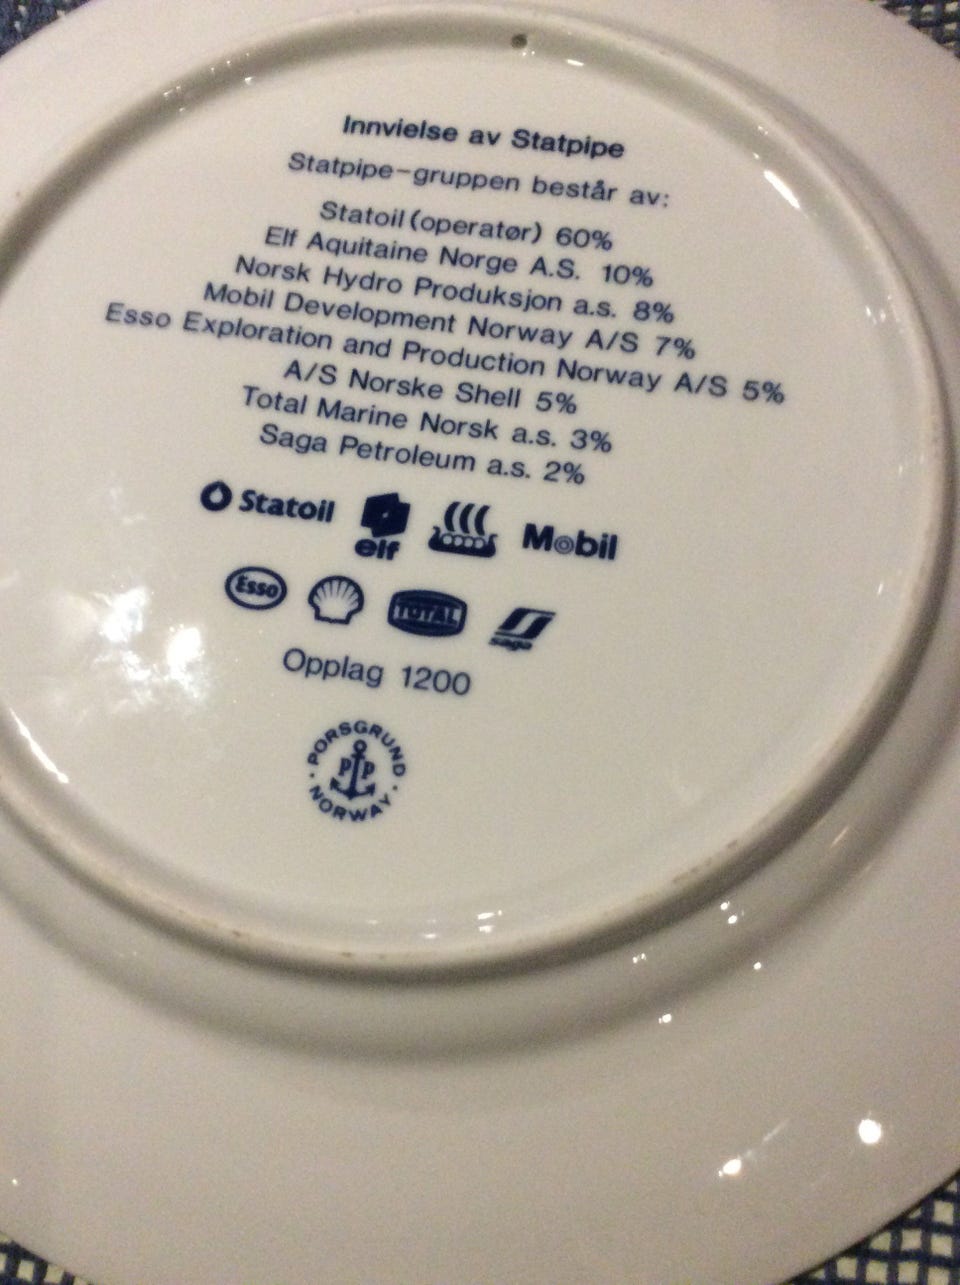 Innvielse av Statpipe
Statpipe-gruppen består av:
Statoil (operatør) 60%
Elf Aquitaine Norge A.S. 10%
Norsk Hydro Produksjon a.s. 8%
Mobil Development Norway A/S 7%
Esso Exploration and Production Norway A/S 5%
A/S Norske Shell 5%
Total Marine Norsk a.s. 3%
Saga Petroleum a.s. 2%
Statoil elf Mobil
Esso TOTAL saga
Opplag 1200
PORSGRUND
P P
NORWAY